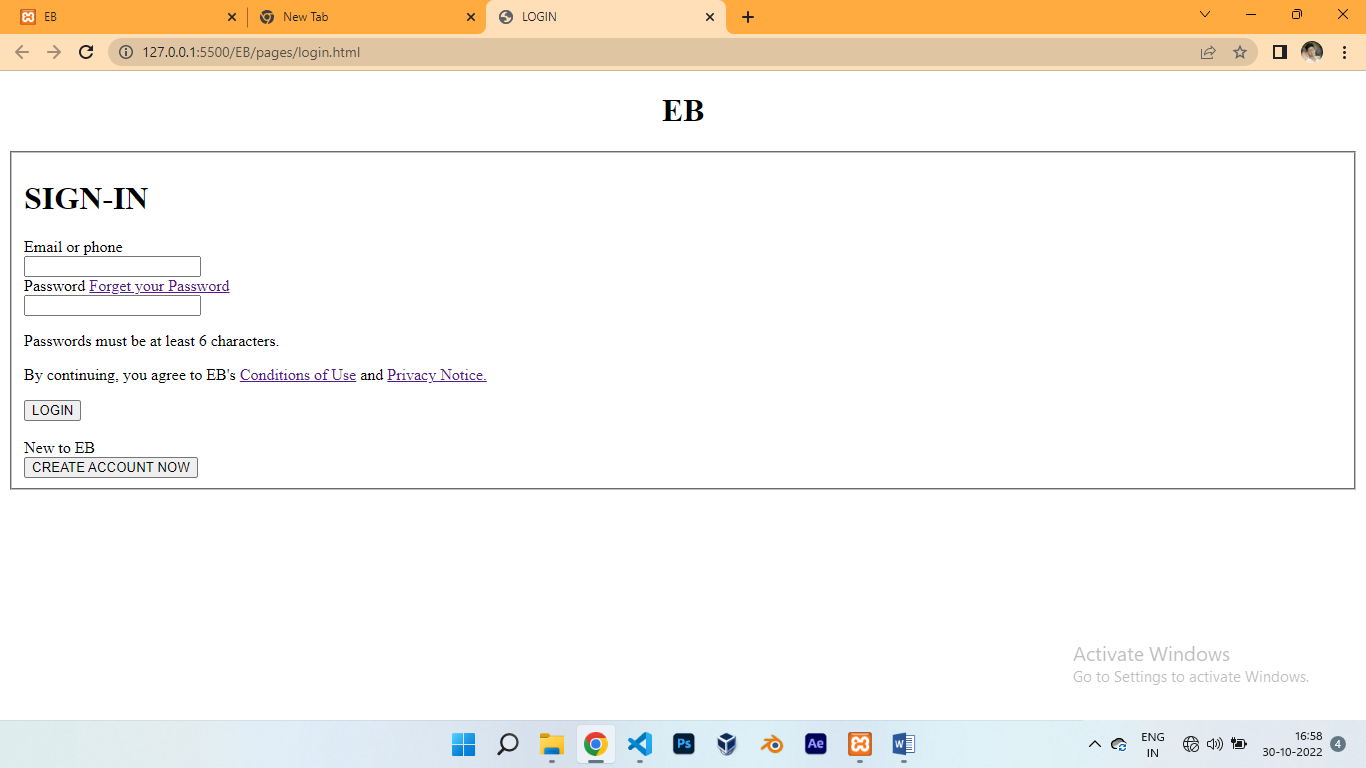 EB
New Tab
LOGIN
127.0.0.1:5500/EB/pages/login.html
EB
SIGN-IN
Email or phone
Password Forget your Password
Passwords must be at least 6 characters.
By continuing, you agree to EB's Conditions of Use and Privacy Notice.
LOGIN
New to EB
CREATE ACCOUNT NOW
Activate Windows
Go to Settings to activate Windows.
Ps
Ae
W
ENG
IN
16:58
30-10-2022
4